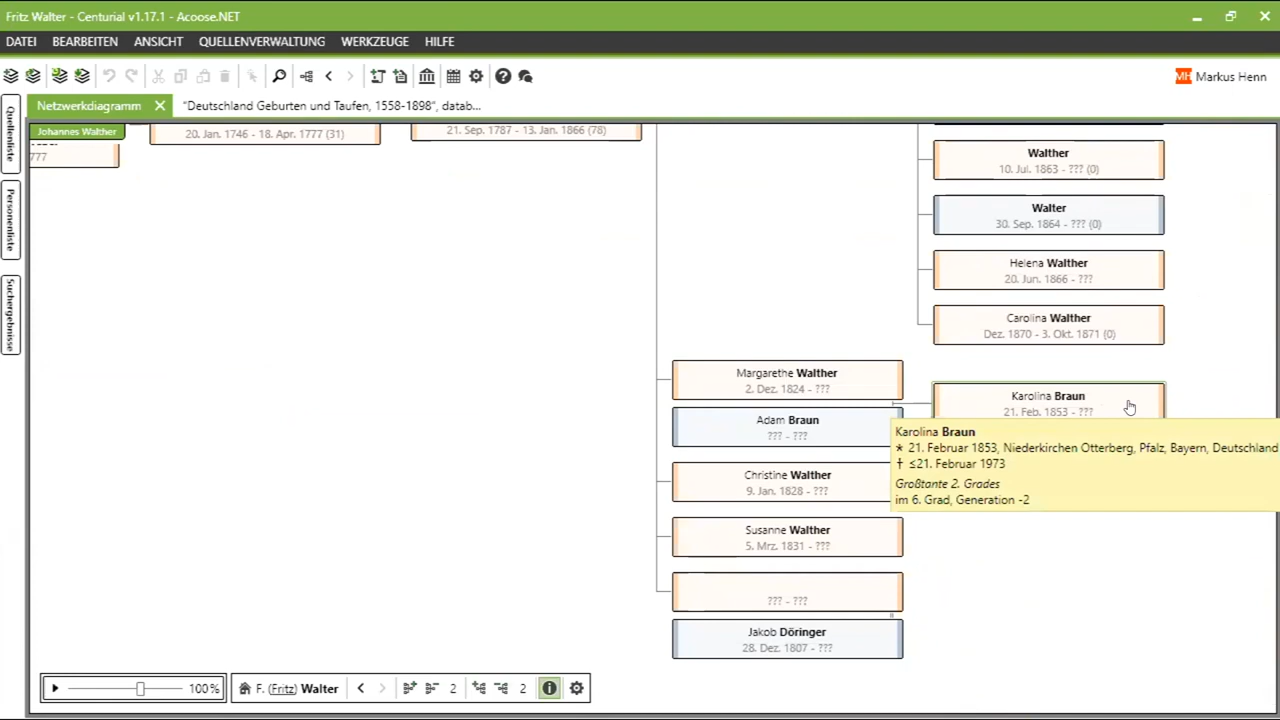 Fritz Walter - Centurial v1.17.1 - Acoose.NET
DATEI BEARBEITEN ANSICHT QUELLENVERWALTUNG WERKZEUGE HILFE
MH Markus Henn
Netzwerkdiagramm "Deutschland Geburten und Taufen, 1558-1898", datab...
Quellenliste
Personenliste
Suchergebnisse
Johannes Walther
777
20. Jan. 1746 - 18. Apr. 1777 (31)
21. Sep. 1787 - 13. Jan. 1866 (78)
Walther
10. Jul. 1863 - ??? (0)
Walter
30. Sep. 1864 - ??? (0)
Helena Walther
20. Jun. 1866 - ???
Carolina Walther
Dez. 1870 - 3. Okt. 1871 (0)
Margarethe Walther
2. Dez. 1824 - ???
Adam Braun
??? - ???
Karolina Braun
21. Feb. 1853 - ???
Karolina Braun
* 21. Februar 1853, Niederkirchen Otterberg, Pfalz, Bayern, Deutschland
† ≤21. Februar 1973
Großtante 2. Grades
im 6. Grad, Generation -2
Christine Walther
9. Jan. 1828 - ???
Susanne Walther
5. Mrz. 1831 - ???
??? - ???
Jakob Döringer
28. Dez. 1807 - ???
100% F. (Fritz) Walter 2 2